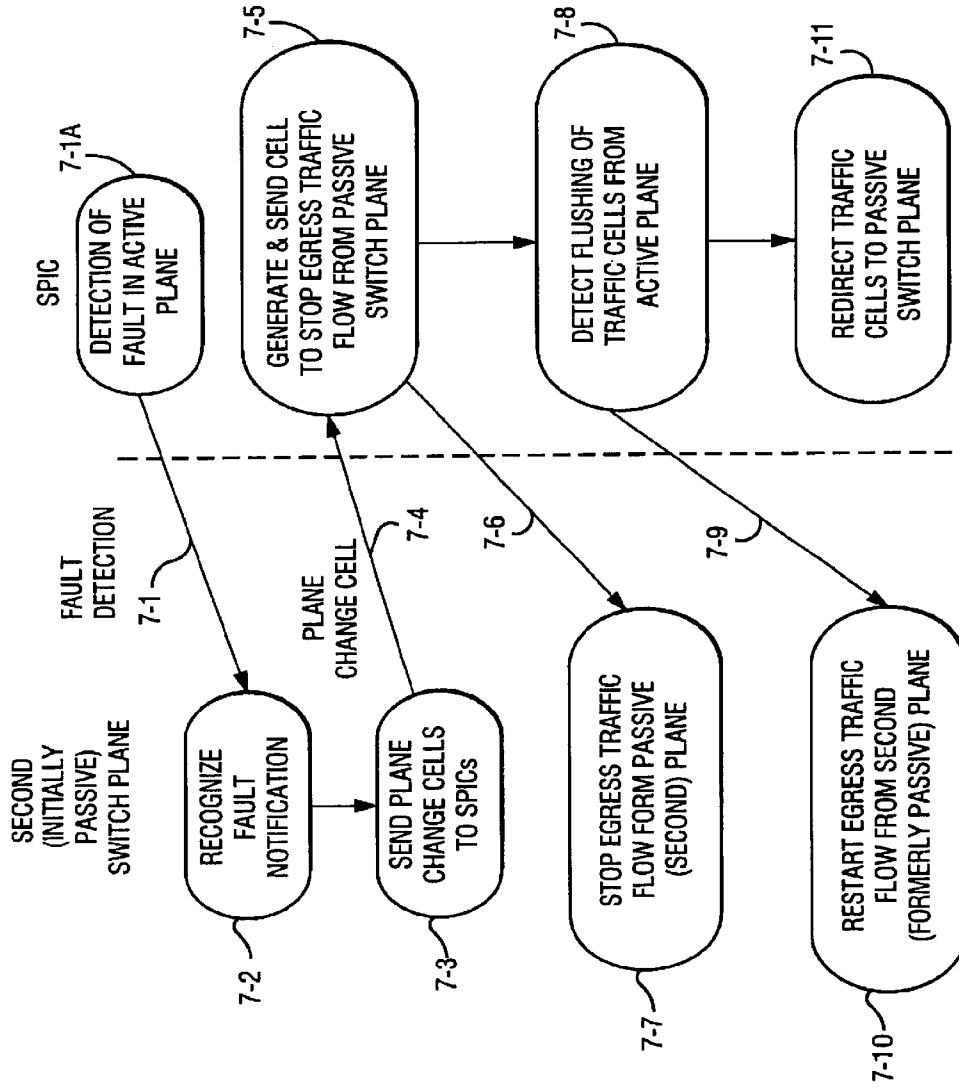 SECOND
(INITIALLY
PASSIVE)
SWITCH PLANE
FAULT
DETECTION
SPIC
7-1
7-1A
DETECTION OF
FAULT IN ACTIVE
PLANE
7-2
RECOGNIZE
FAULT
NOTIFICATION
7-3
SEND PLANE
CHANGE CELLS
TO SPICs
PLANE
CHANGE CELL
7-4
7-5
GENERATE & SEND CELL
TO STOP EGRESS TRAFFIC
FLOW FROM PASSIVE
SWITCH PLANE
7-6
7-7
STOP EGRESS TRAFFIC
FLOW FORM PASSIVE
(SECOND) PLANE
7-8
DETECT FLUSHING OF
TRAFFIC CELLS FROM
ACTIVE PLANE
7-9
7-10
RESTART EGRESS TRAFFIC
FLOW FROM SECOND
(FORMERLY PASSIVE) PLANE
7-11
REDIRECT TRAFFIC
CELLS TO PASSIVE
SWITCH PLANE